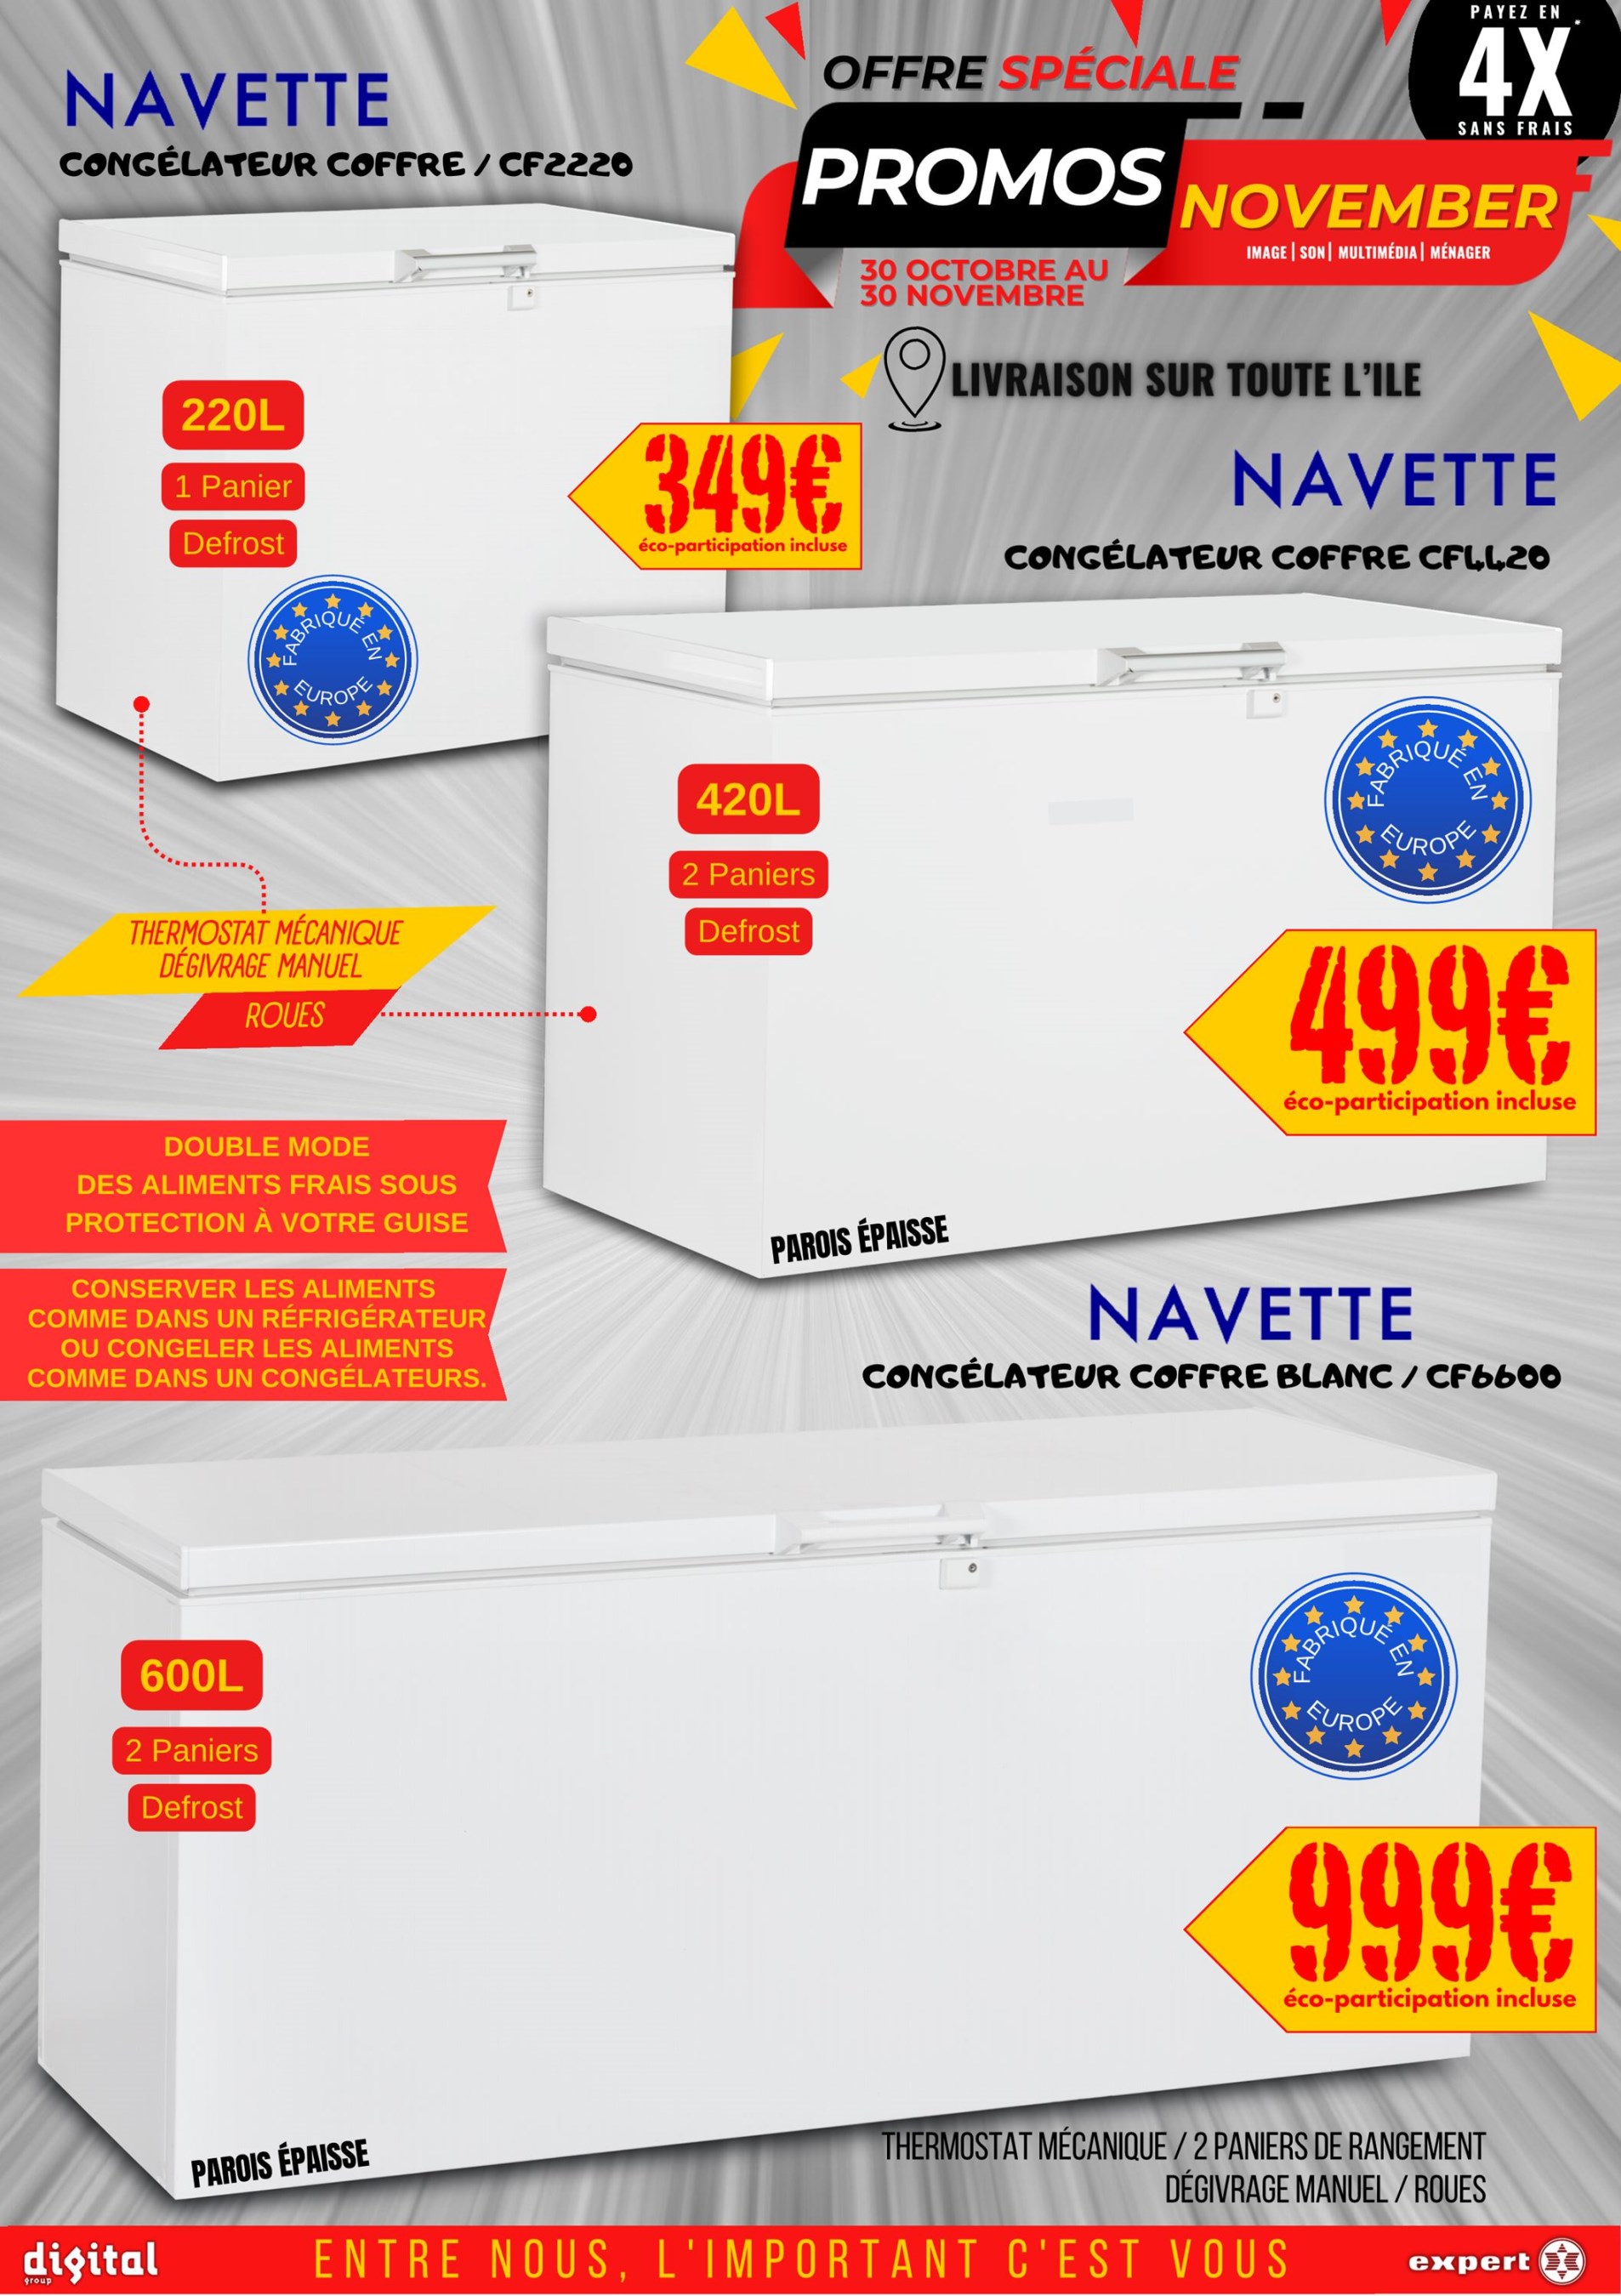 NAVETTE
CONGÉLATEUR COFFRE / CF2220
OFFRE SPÉCIALE
PROMOS
NOVEMBER
IMAGE | SON | MULTIMÉDIA | MÉNAGER
30 OCTOBRE AU
30 NOVEMBRE
PAYEZ EN
4X*
SANS FRAIS
LIVRAISON SUR TOUTE L'ILE
220L
1 Panier
Defrost
349€
éco-participation incluse
FABRIQUÉ EN
EUROPE
NAVETTE
CONGÉLATEUR COFFRE CF4420
420L
2 Paniers
Defrost
FABRIQUÉ EN
EUROPE
499€
éco-participation incluse
PAROIS ÉPAISSE
THERMOSTAT MÉCANIQUE
DÉGIVRAGE MANUEL
ROUES
DOUBLE MODE
DES ALIMENTS FRAIS SOUS
PROTECTION À VOTRE GUISE
CONSERVER LES ALIMENTS
COMME DANS UN RÉFRIGÉRATEUR
OU CONGELER LES ALIMENTS
COMME DANS UN CONGÉLATEURS.
NAVETTE
CONGÉLATEUR COFFRE BLANC / CF6600
600L
2 Paniers
Defrost
FABRIQUÉ EN
EUROPE
999€
éco-participation incluse
PAROIS ÉPAISSE
THERMOSTAT MÉCANIQUE / 2 PANIERS DE RANGEMENT
DÉGIVRAGE MANUEL / ROUES
digital
group
ENTRE NOUS, L'IMPORTANT C'EST VOUS
expert